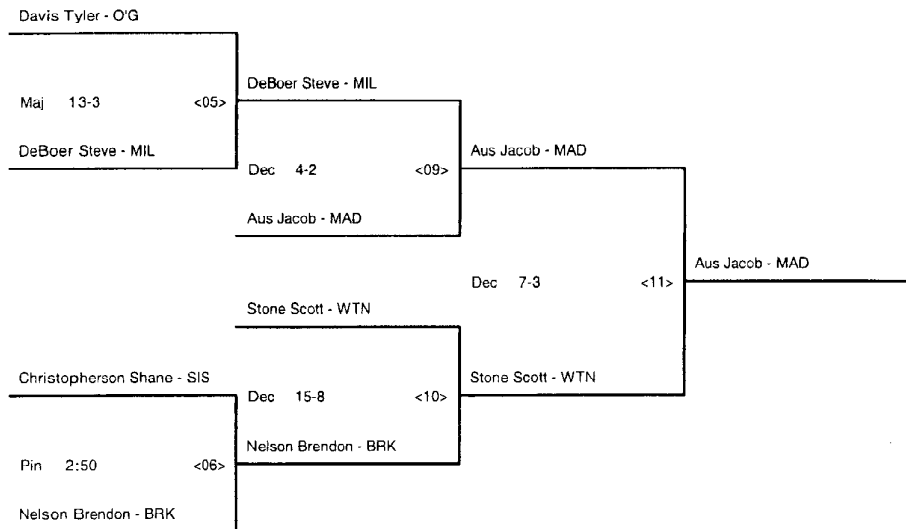 Davis Tyler - O'G
Maj 13-3 <05>
DeBoer Steve - MIL
DeBoer Steve - MIL
Dec 4-2 <09>
Aus Jacob - MAD
Aus Jacob - MAD
Dec 7-3 <11>
Aus Jacob - MAD
Stone Scott - WTN
Christopherson Shane - SIS
Dec 15-8 <10>
Stone Scott - WTN
Nelson Brendon - BRK
Pin 2:50 <06>
Nelson Brendon - BRK